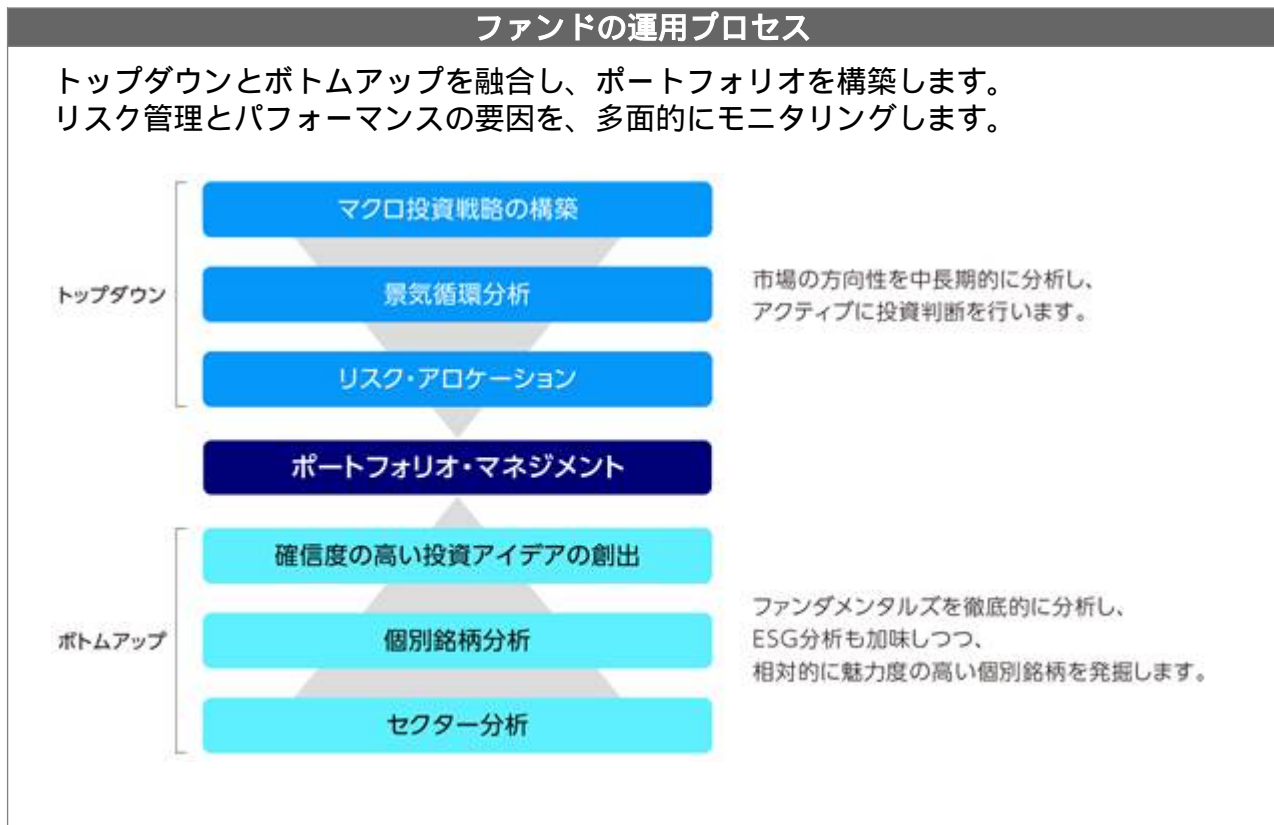 ファンドの運用プロセス
トップダウンとボトムアップを融合し、ポートフォリオを構築します。
リスク管理とパフォーマンスの要因を、多面的にモニタリングします。
トップダウン
マクロ投資戦略の構築
景気循環分析
リスク・アロケーション
市場の方向性を中長期的に分析し、
アクティブに投資判断を行います。
ポートフォリオ・マネジメント
ボトムアップ
確信度の高い投資アイデアの創出
個別銘柄分析
セクター分析
ファンダメンタルズを徹底的に分析し、
ESG分析も加味しつつ、
相対的に魅力度の高い個別銘柄を発掘します。